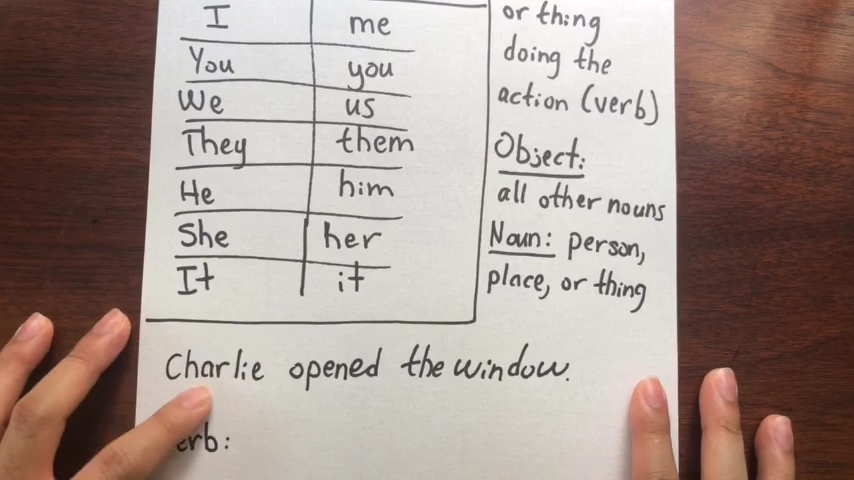 I me
You you
We us
They them
He him
She her
It it
or thing
doing the
action (verb)
Object:
all other nouns
Noun: person,
place, or thing
Charlie opened the window.
erb: